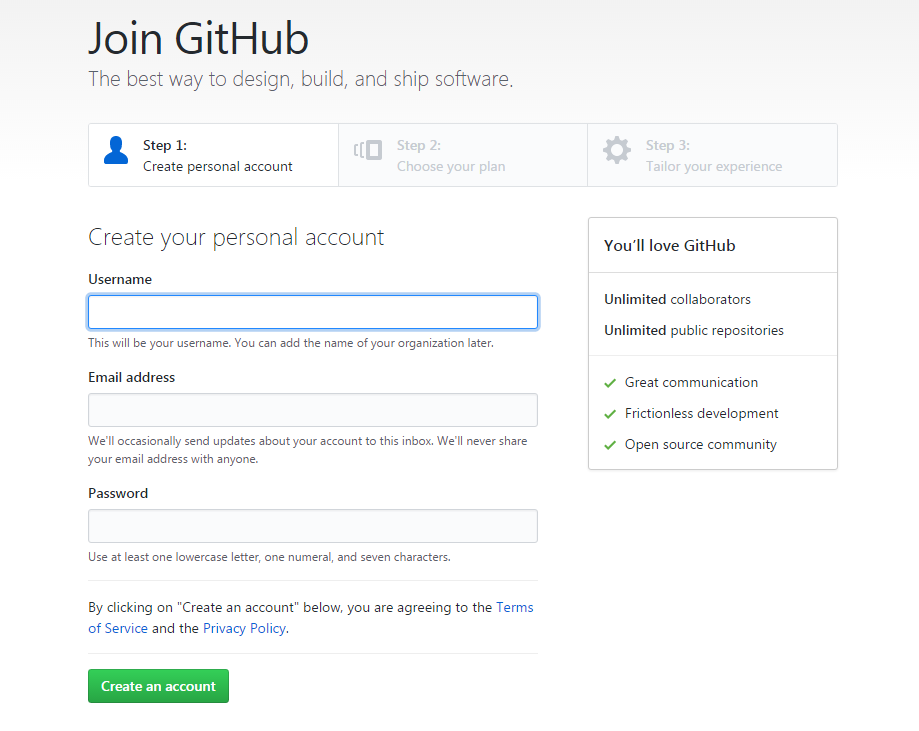 Join GitHub
The best way to design, build, and ship software.
Step 1:
Create personal account
Step 2:
Choose your plan
Step 3:
Tailor your experience
Create your personal account
Username
This will be your username. You can add the name of your organization later.
Email address
We'll occasionally send updates about your account to this inbox. We'll never share
your email address with anyone.
Password
Use at least one lowercase letter, one numeral, and seven characters.
By clicking on "Create an account" below, you are agreeing to the Terms
of Service and the Privacy Policy.
Create an account
You’ll love GitHub
Unlimited collaborators
Unlimited public repositories
Great communication
Frictionless development
Open source community